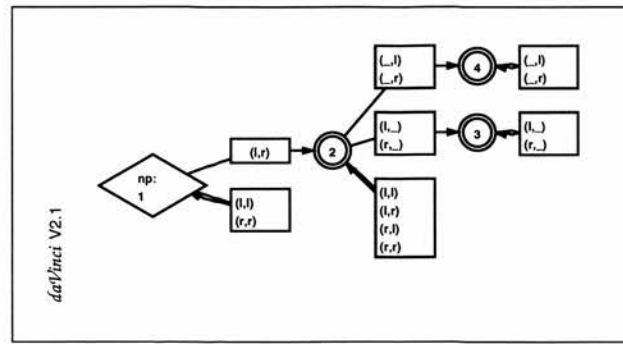 (_,l)
(_,r)
4
(_,l)
(_,r)
(l,_)
(r,_)
3
(l,_)
(r,_)
(l,r)
2
np:
1
(l,l)
(r,r)
(l,l)
(l,r)
(r,l)
(r,r)
daVinci V2.1